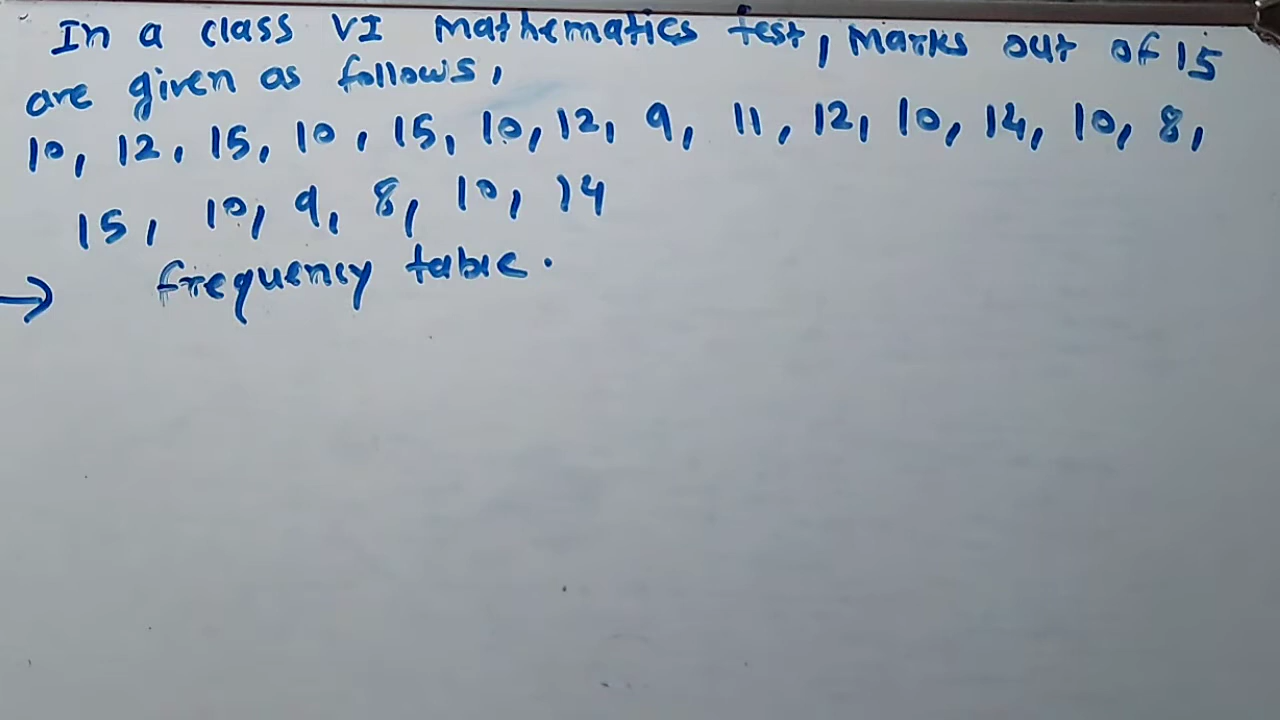 In a class VI Mathematics test, Marks out of 15
are given as follows,
10, 12, 15, 10, 15, 10, 12, 9, 11, 12, 10, 14, 10, 8,
15, 10, 9, 8, 10, 14
→ frequency table.